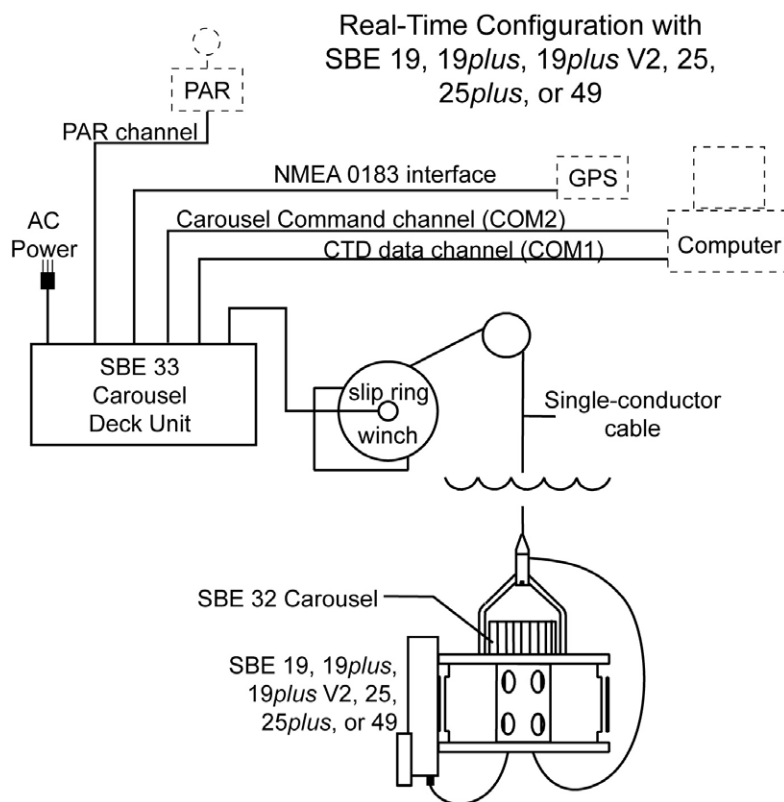 Real-Time Configuration with
SBE 19, 19plus, 19plus V2, 25,
25plus, or 49
PAR
PAR channel
NMEA 0183 interface
GPS
AC
Power
Carousel Command channel (COM2)
CTD data channel (COM1)
Computer
SBE 33
Carousel
Deck Unit
slip ring
winch
Single-conductor
cable
SBE 32 Carousel
SBE 19, 19plus,
19plus V2, 25,
25plus, or 49